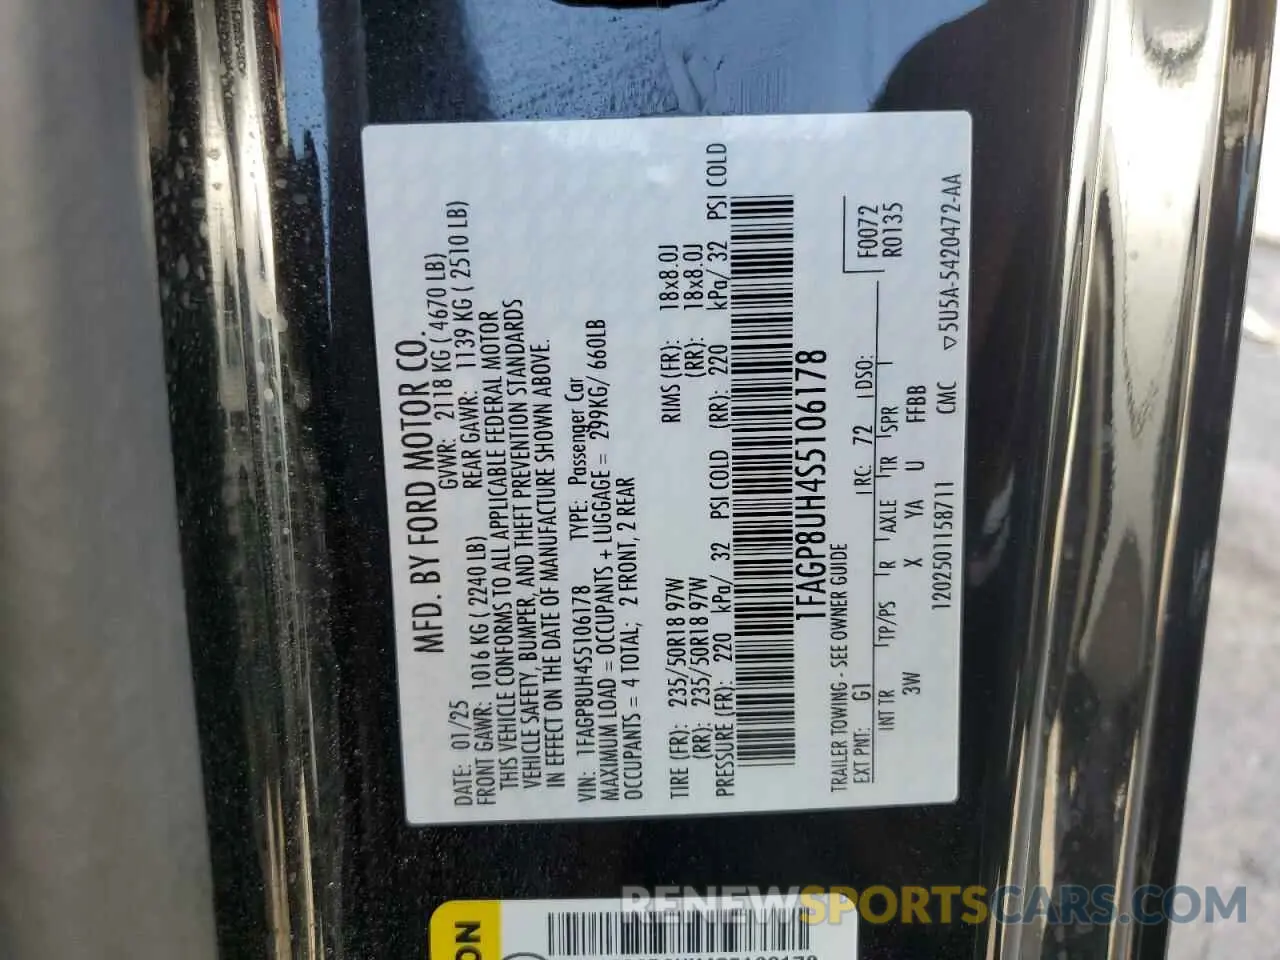 MFD. BY FORD MOTOR CO.
DATE: 01/25 GVWR: 2118 KG ( 4670 LB)
FRONT GAWR: 1016 KG ( 2240 LB) REAR GAWR: 1139 KG ( 2510 LB)
THIS VEHICLE CONFORMS TO ALL APPLICABLE FEDERAL MOTOR
VEHICLE SAFETY, BUMPER, AND THEFT PREVENTION STANDARDS
IN EFFECT ON THE DATE OF MANUFACTURE SHOWN ABOVE.
VIN: 1FAGP8UH4S5106178 TYPE: Passenger Car
MAXIMUM LOAD = OCCUPANTS + LUGGAGE = 299KG/ 660LB
OCCUPANTS = 4 TOTAL; 2 FRONT, 2 REAR
TIRE (FR): 235/50R18 97W RIMS (FR): 18x8.0J
(RR): 235/50R18 97W (RR): 18x8.0J
PRESSURE (FR): 220 kPa/ 32 PSI COLD (RR): 220 kPa/ 32 PSI COLD
1FAGP8UH4S5106178
TRAILER TOWING - SEE OWNER GUIDE
EXT PNT: G1 RC: 72 DSO: F0072
R0135
INT TR TP/PS R AXLE TR SPR
3W X YA U FFBB
12025011587​11 CMC ▽5U5A-5420472-AA
ON
RENEWSPORTSCARS.COM